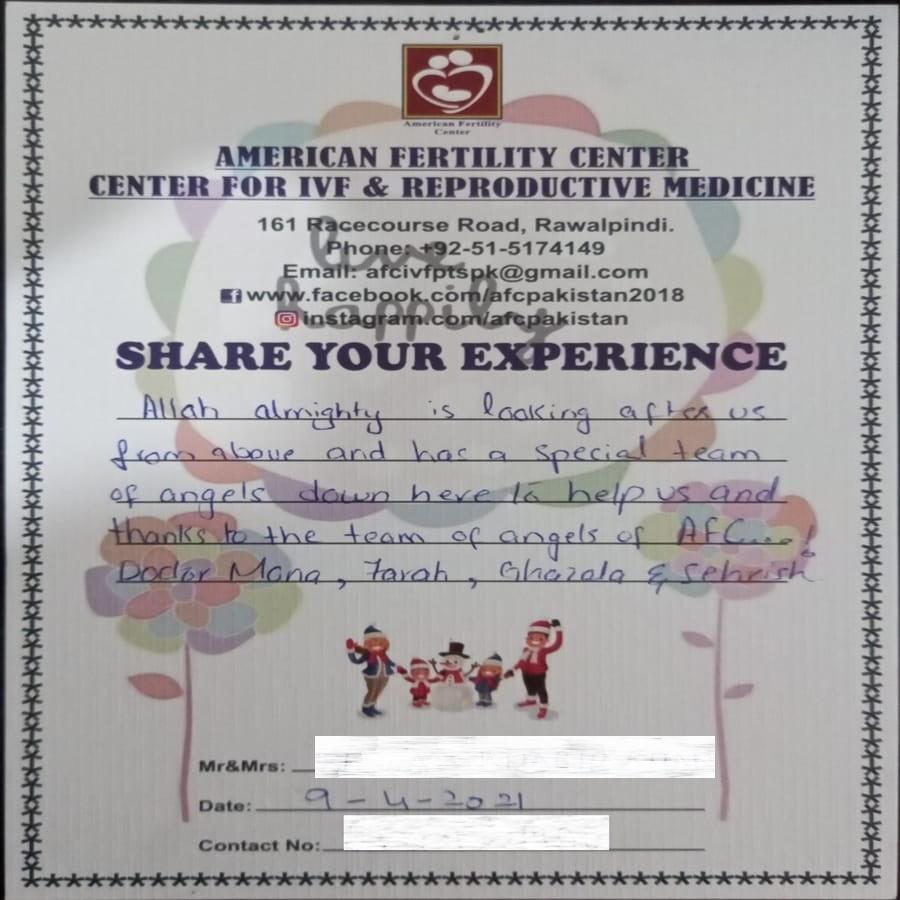 American Fertility
Center
AMERICAN FERTILITY CENTER
CENTER FOR IVF & REPRODUCTIVE MEDICINE
161 Racecourse Road, Rawalpindi.
Phone: +92-51-5174149
Email: afcivfptspk@gmail.com
www.facebook.com/afcpakistan2018
instagram.com/afcpakistan
live
happily
SHARE YOUR EXPERIENCE
Allah almighty is looking after us
from above and has a special team
of angels down here to help us and
thanks to the team of angels of AFC....!
Doctor Mona, Farah, Ghazala & Sehrish
Mr&Mrs:
Date: 9-4-2021
Contact No: